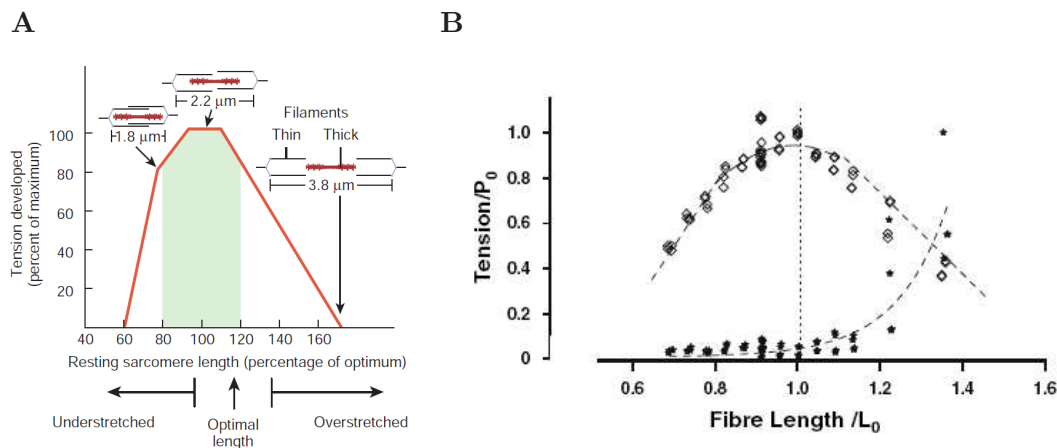 A
B
2.2 μm
1.8 μm
Filaments
Thin Thick
3.8 μm
Tension developed
(percent of maximum)
100
80
60
40
20
40 60 80 100 120 140 160
Resting sarcomere length (percentage of optimum)
Understretched
Optimal
length
Overstretched
Tension/P0
1.0
0.8
0.6
0.4
0.2
0
0.6 0.8 1.0 1.2 1.4 1.6
Fibre Length /L0